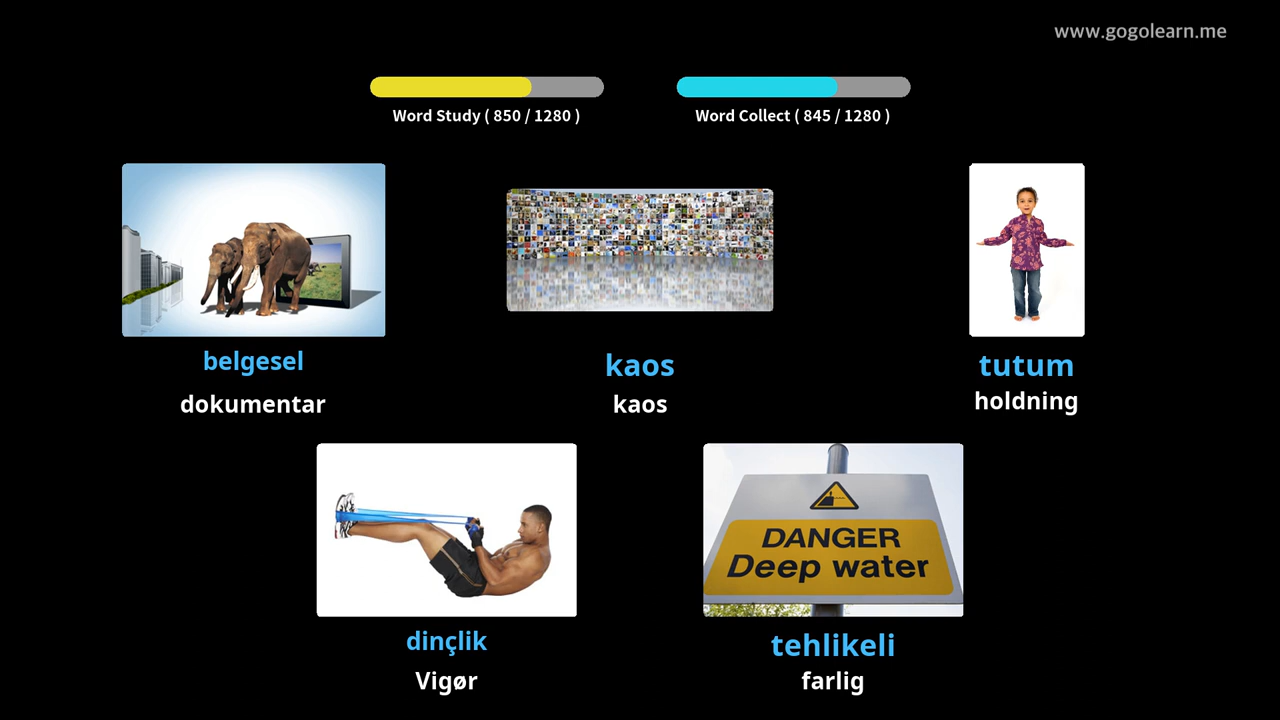 www.gogolearn.me
Word Study ( 850 / 1280 )
Word Collect ( 845 / 1280 )
belgesel
dokumentar
kaos
kaos
tutum
holdning
DANGER
Deep water
dinçlik
Vigør
tehlikeli
farlig